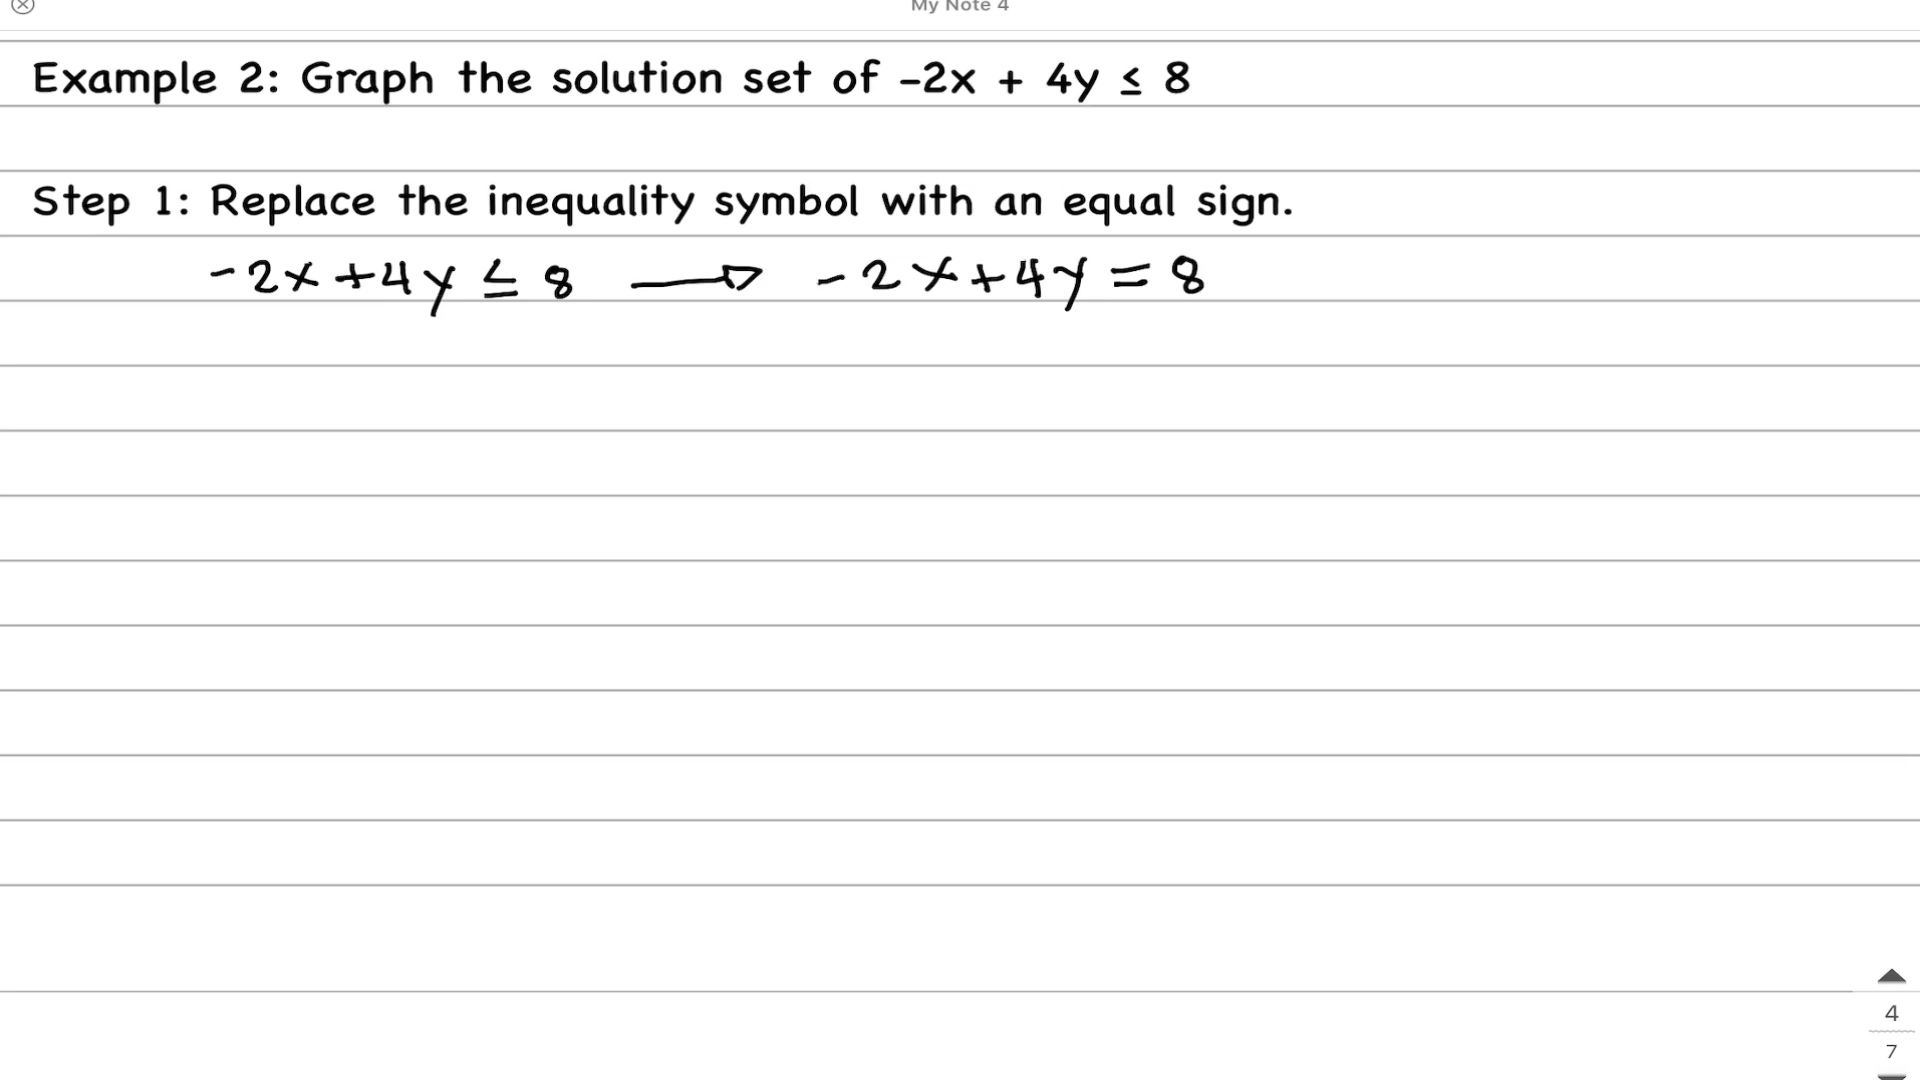 My Note 4
Example 2: Graph the solution set of -2x + 4y ≤ 8
Step 1: Replace the inequality symbol with an equal sign.
-2x +4y ≤ 8 → -2x+4y = 8
4
7